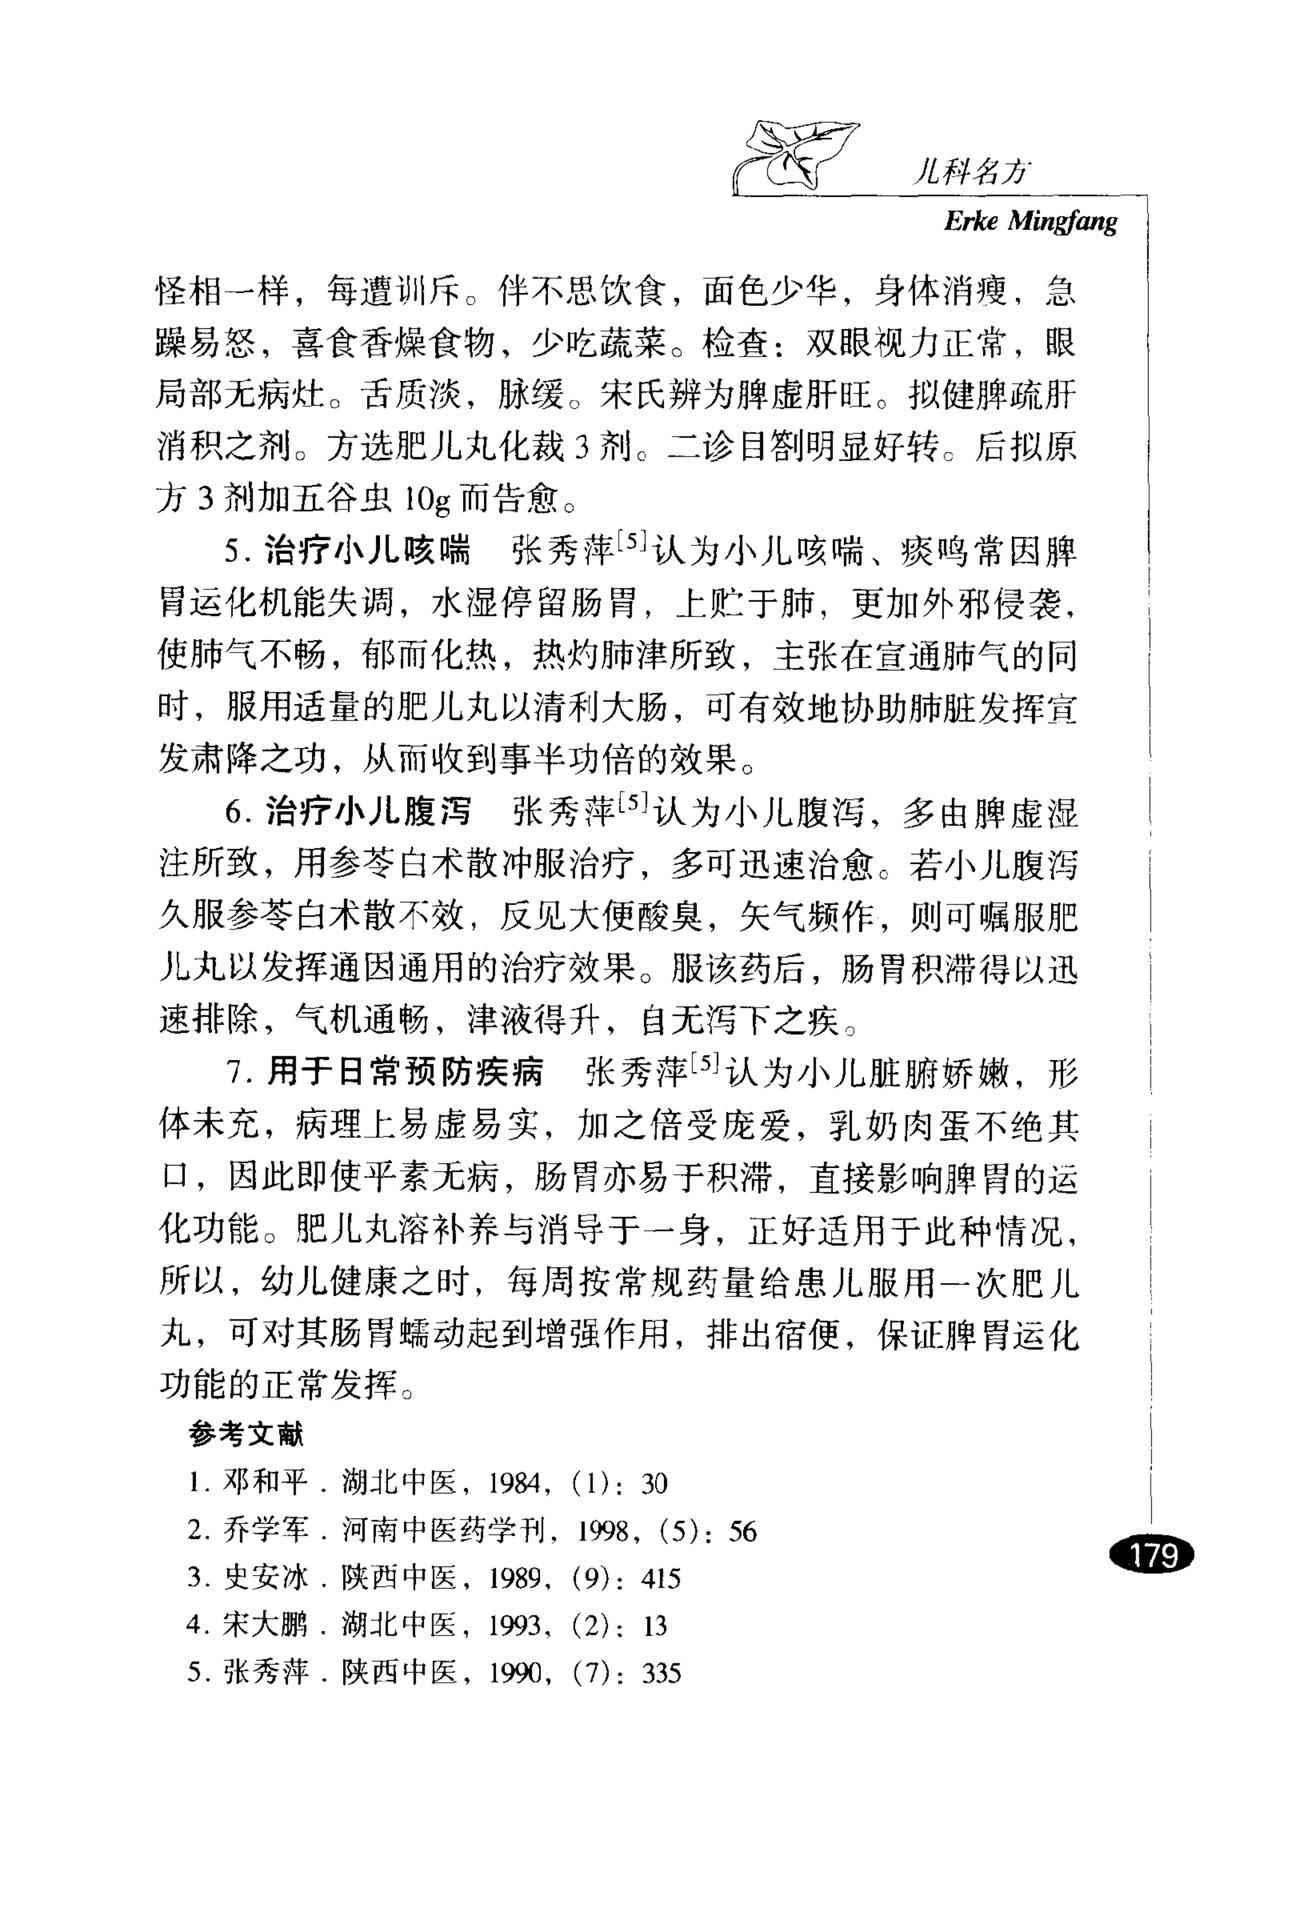 儿科名方
Erke Mingfang
怪相一样，每遭训斥。伴不思饮食，面色少华，身体消瘦，急
躁易怒，喜食香燥食物，少吃蔬菜。检查：双眼视力正常，眼
局部无病灶。舌质淡，脉缓。宋氏辨为脾虚肝旺。拟健脾疏肝
消积之剂。方选肥儿丸化裁 3 剂。二诊目劄明显好转。后拟原
方 3 剂加五谷虫 10g 而告愈。
5. 治疗小儿咳喘　张秀萍[5]认为小儿咳喘、痰鸣常因脾
胃运化机能失调，水湿停留肠胃，上贮于肺，更加外邪侵袭，
使肺气不畅，郁而化热，热灼肺津所致，主张在宣通肺气的同
时，服用适量的肥儿丸以清利大肠，可有效地协助肺脏发挥宣
发肃降之功，从而收到事半功倍的效果。
6. 治疗小儿腹泻　张秀萍[5]认为小儿腹泻，多由脾虚湿
注所致，用参苓白术散冲服治疗，多可迅速治愈。若小儿腹泻
久服参苓白术散不效，反见大便酸臭，矢气频作，则可嘱服肥
儿丸以发挥通因通用的治疗效果。服该药后，肠胃积滞得以迅
速排除，气机通畅，津液得升，自无泻下之疾。
7. 用于日常预防疾病　张秀萍[5]认为小儿脏腑娇嫩，形
体未充，病理上易虚易实，加之倍受庞爱，乳奶肉蛋不绝其
口，因此即使平素无病，肠胃亦易于积滞，直接影响脾胃的运
化功能。肥儿丸溶补养与消导于一身，正好适用于此种情况，
所以，幼儿健康之时，每周按常规药量给患儿服用一次肥儿
丸，可对其肠胃蠕动起到增强作用，排出宿便，保证脾胃运化
功能的正常发挥。
参考文献
1. 邓和平．湖北中医，1984，(1)：30
2. 乔学军．河南中医药学刊，1998，(5)：56
3. 史安冰．陕西中医，1989，(9)：415
4. 宋大鹏．湖北中医，1993，(2)：13
5. 张秀萍．陕西中医，1990，(7)：335
179